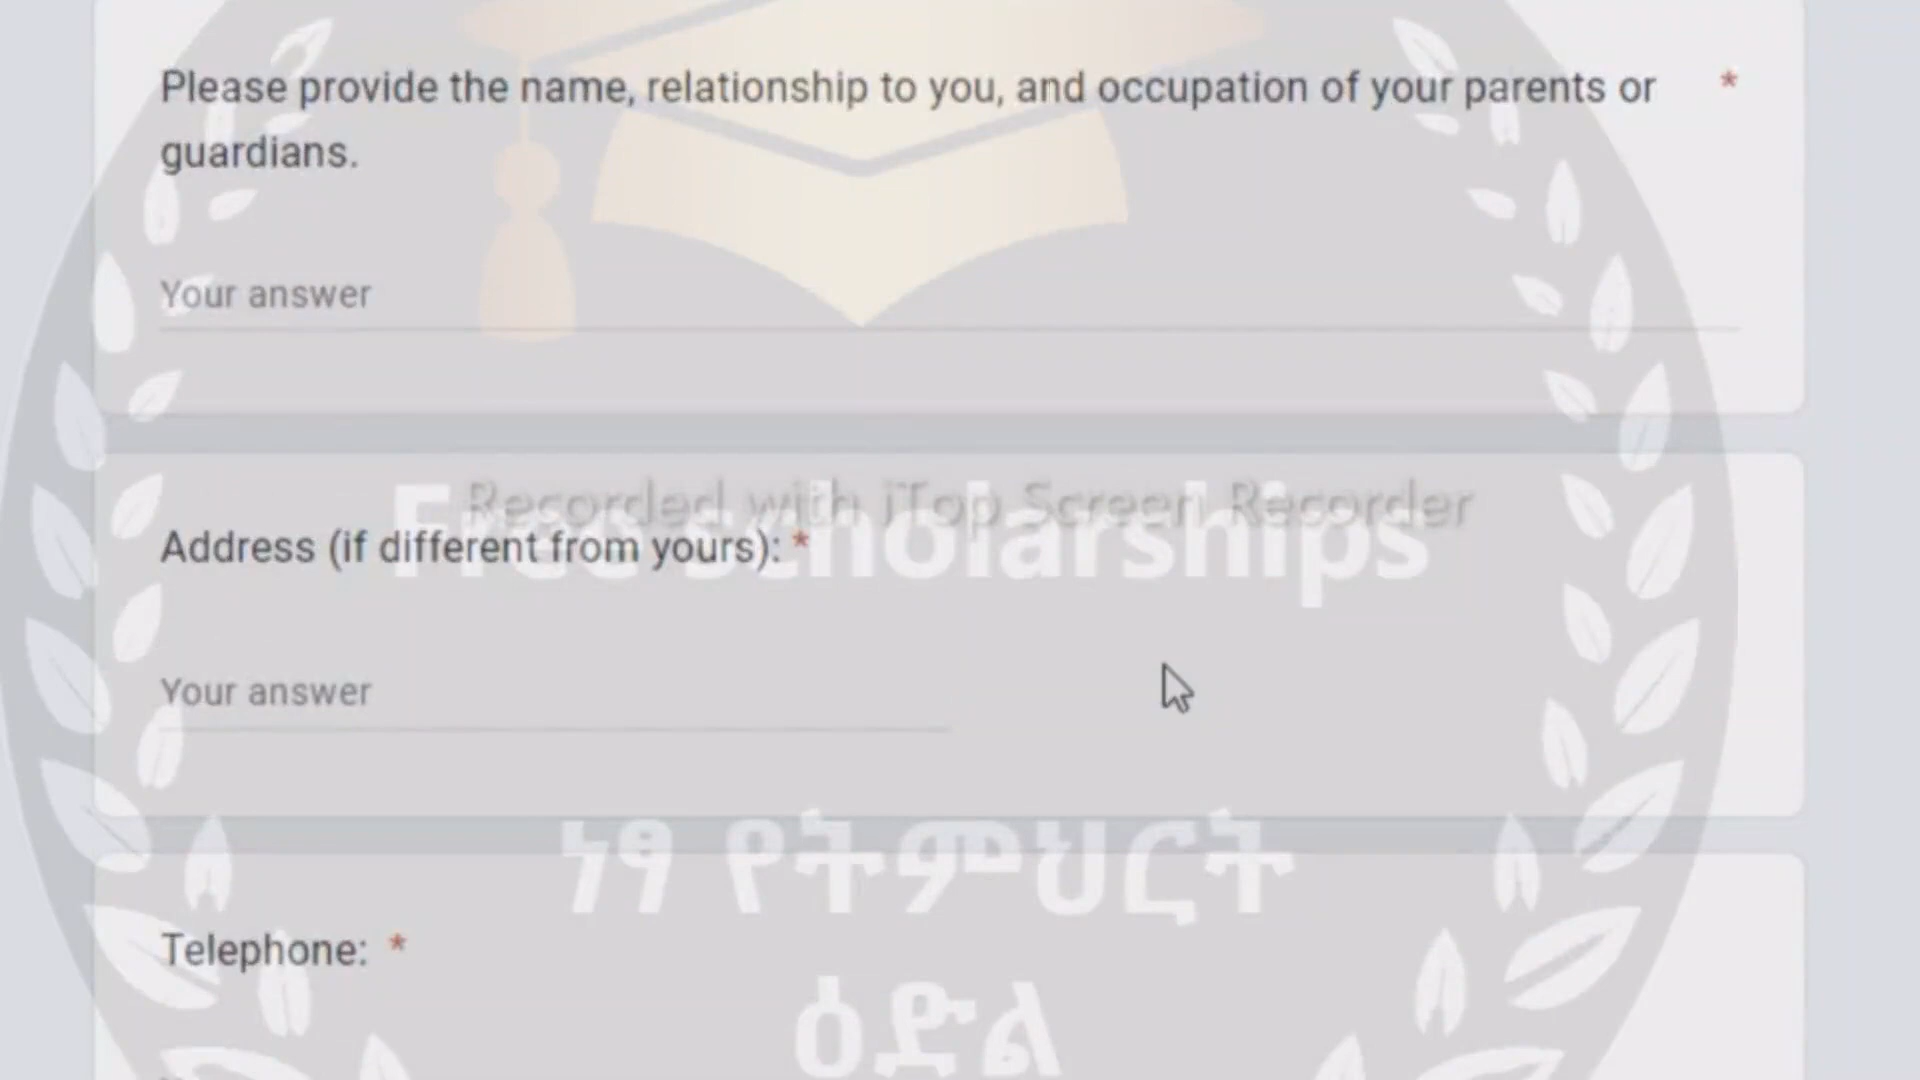 Please provide the name, relationship to you, and occupation of your parents or *
guardians.
Your answer
Recorded with iTop Screen Recorder
Free scholarships
Address (if different from yours): *
Your answer
ነፃ የትምህርት
Telephone: *
ዕድል